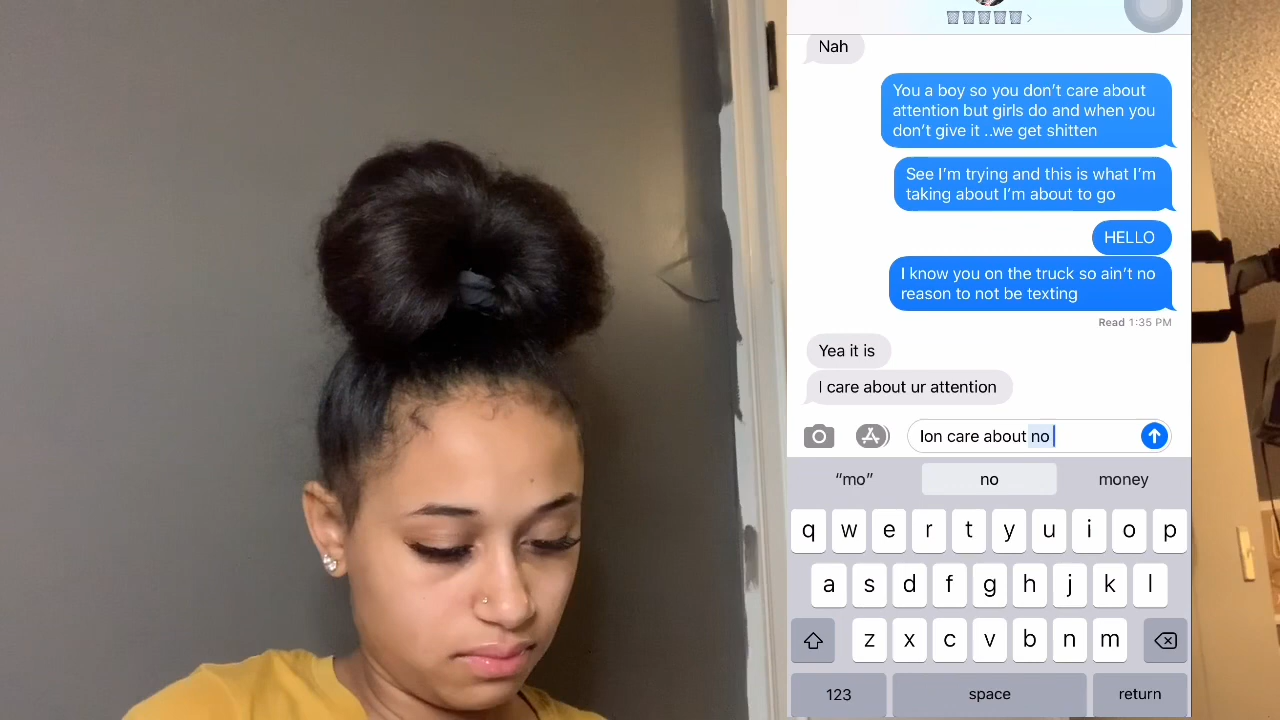 Nah
You a boy so you don't care about
attention but girls do and when you
don't give it ..we get shitten
See I'm trying and this is what I'm
taking about I'm about to go
HELLO
I know you on the truck so ain't no
reason to not be texting
Read 1:35 PM
Yea it is
I care about ur attention
Ion care about no
“mo” no money
q w e r t y u i o p
a s d f g h j k l
z x c v b n m
123 space return